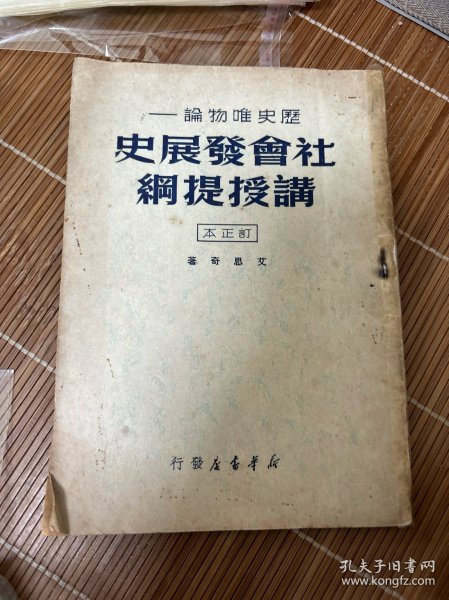 歷史唯物論—
社會發展史
講授提綱
訂正本
艾思奇著
新華書店發行
孔夫子旧书网
www.kongfz.com